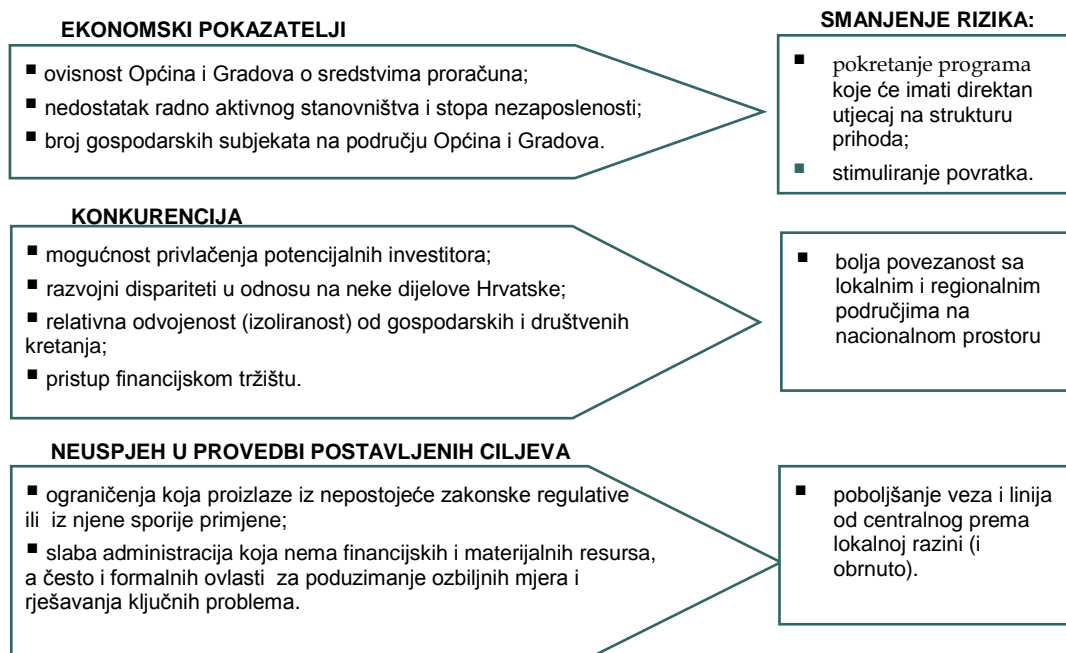 EKONOMSKI POKAZATELJI
▪ ovisnost Općina i Gradova o sredstvima proračuna;
▪ nedostatak radno aktivnog stanovništva i stopa nezaposlenosti;
▪ broj gospodarskih subjekata na području Općina i Gradova.
SMANJENJE RIZIKA:
▪ pokretanje programa
koje će imati direktan
utjecaj na strukturu
prihoda;
▪ stimuliranje povratka.
KONKURENCIJA
▪ mogućnost privlačenja potencijalnih investitora;
▪ razvojni dispariteti u odnosu na neke dijelove Hrvatske;
▪ relativna odvojenost (izoliranost) od gospodarskih i društvenih
kretanja;
▪ pristup financijskom tržištu.
▪ bolja povezanost sa
lokalnim i regionalnim
područjima na
nacionalnom prostoru
NEUSPJEH U PROVEDBI POSTAVLJENIH CILJEVA
▪ ograničenja koja proizlaze iz nepostojeće zakonske regulative
ili iz njene sporije primjene;
▪ slaba administracija koja nema financijskih i materijalnih resursa,
a često i formalnih ovlasti za poduzimanje ozbiljnih mjera i
rješavanja ključnih problema.
▪ poboljšanje veza i linija
od centralnog prema
lokalnoj razini (i
obrnuto).